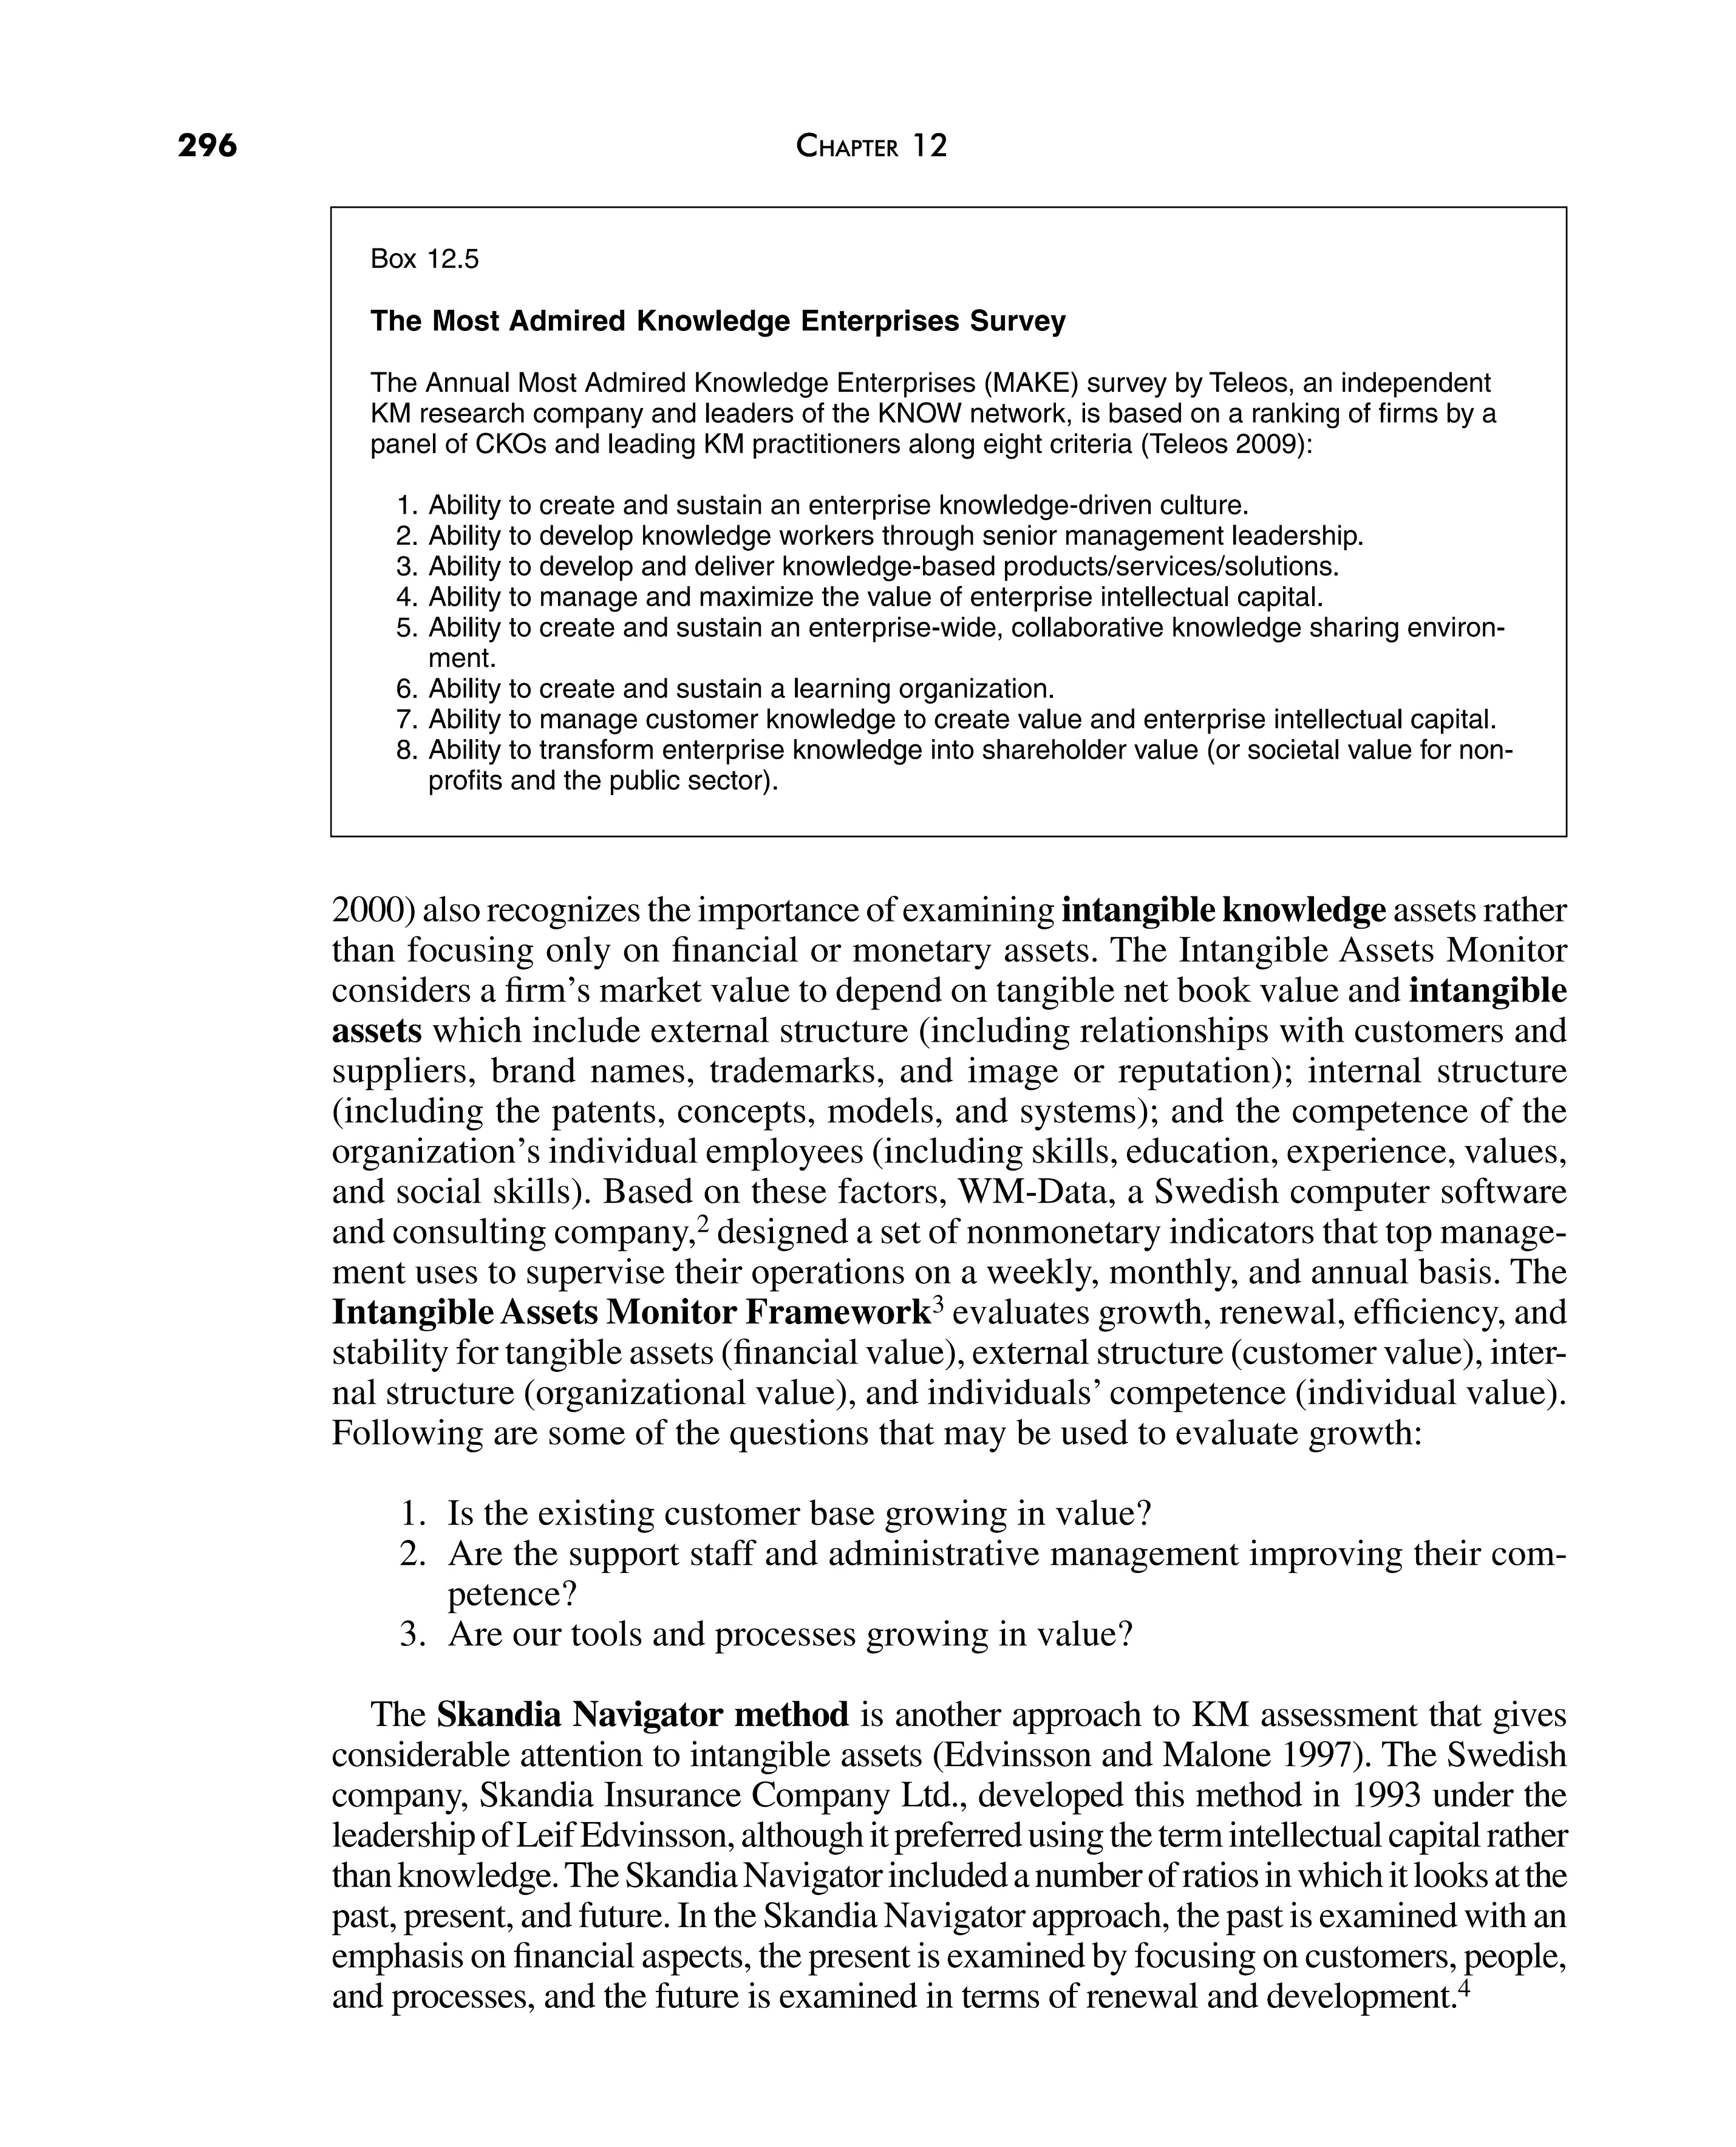 296 CHAPTER 12
Box 12.5
The Most Admired Knowledge Enterprises Survey
The Annual Most Admired Knowledge Enterprises (MAKE) survey by Teleos, an independent
KM research company and leaders of the KNOW network, is based on a ranking of firms by a
panel of CKOs and leading KM practitioners along eight criteria (Teleos 2009):
1. Ability to create and sustain an enterprise knowledge-driven culture.
2. Ability to develop knowledge workers through senior management leadership.
3. Ability to develop and deliver knowledge-based products/services/solutions.
4. Ability to manage and maximize the value of enterprise intellectual capital.
5. Ability to create and sustain an enterprise-wide, collaborative knowledge sharing environ-
ment.
6. Ability to create and sustain a learning organization.
7. Ability to manage customer knowledge to create value and enterprise intellectual capital.
8. Ability to transform enterprise knowledge into shareholder value (or societal value for non-
profits and the public sector).
2000) also recognizes the importance of examining intangible knowledge assets rather
than focusing only on financial or monetary assets. The Intangible Assets Monitor
considers a firm's market value to depend on tangible net book value and intangible
assets which include external structure (including relationships with customers and
suppliers, brand names, trademarks, and image or reputation); internal structure
(including the patents, concepts, models, and systems); and the competence of the
organization's individual employees (including skills, education, experience, values,
and social skills). Based on these factors, WM-Data, a Swedish computer software
and consulting company,2 designed a set of nonmonetary indicators that top manage-
ment uses to supervise their operations on a weekly, monthly, and annual basis. The
Intangible Assets Monitor Framework3 evaluates growth, renewal, efficiency, and
stability for tangible assets (financial value), external structure (customer value), inter-
nal structure (organizational value), and individuals' competence (individual value).
Following are some of the questions that may be used to evaluate growth:
1. Is the existing customer base growing in value?
2. Are the support staff and administrative management improving their com-
petence?
3. Are our tools and processes growing in value?
The Skandia Navigator method is another approach to KM assessment that gives
considerable attention to intangible assets (Edvinsson and Malone 1997). The Swedish
company, Skandia Insurance Company Ltd., developed this method in 1993 under the
leadership of Leif Edvinsson, although it preferred using the term intellectual capital rather
than knowledge. The Skandia Navigator included a number of ratios in which it looks at the
past, present, and future. In the Skandia Navigator approach, the past is examined with an
emphasis on financial aspects, the present is examined by focusing on customers, people,
and processes, and the future is examined in terms of renewal and development.4